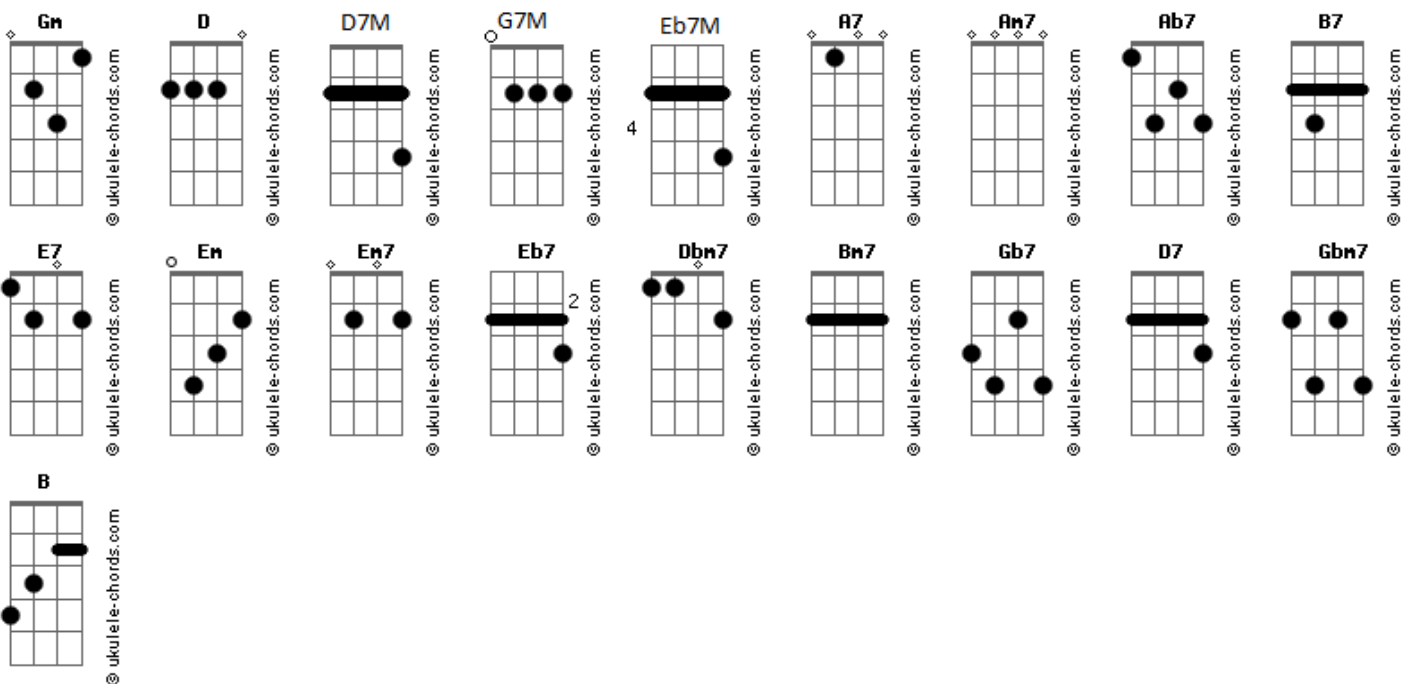 Gm D D7M G7M Eb7M A7 Am7 Ab7 B7
© ukulele-chords.com © ukulele-chords.com © ukulele-chords.com © ukulele-chords.com 4 © ukulele-chords.com © ukulele-chords.com © ukulele-chords.com © ukulele-chords.com © ukulele-chords.com
E7 Em Em7 Eb7 Dbm7 Bm7 Gb7 D7 Gbm7
© ukulele-chords.com © ukulele-chords.com © ukulele-chords.com 2 © ukulele-chords.com © ukulele-chords.com © ukulele-chords.com © ukulele-chords.com © ukulele-chords.com © ukulele-chords.com
B
© ukulele-chords.com